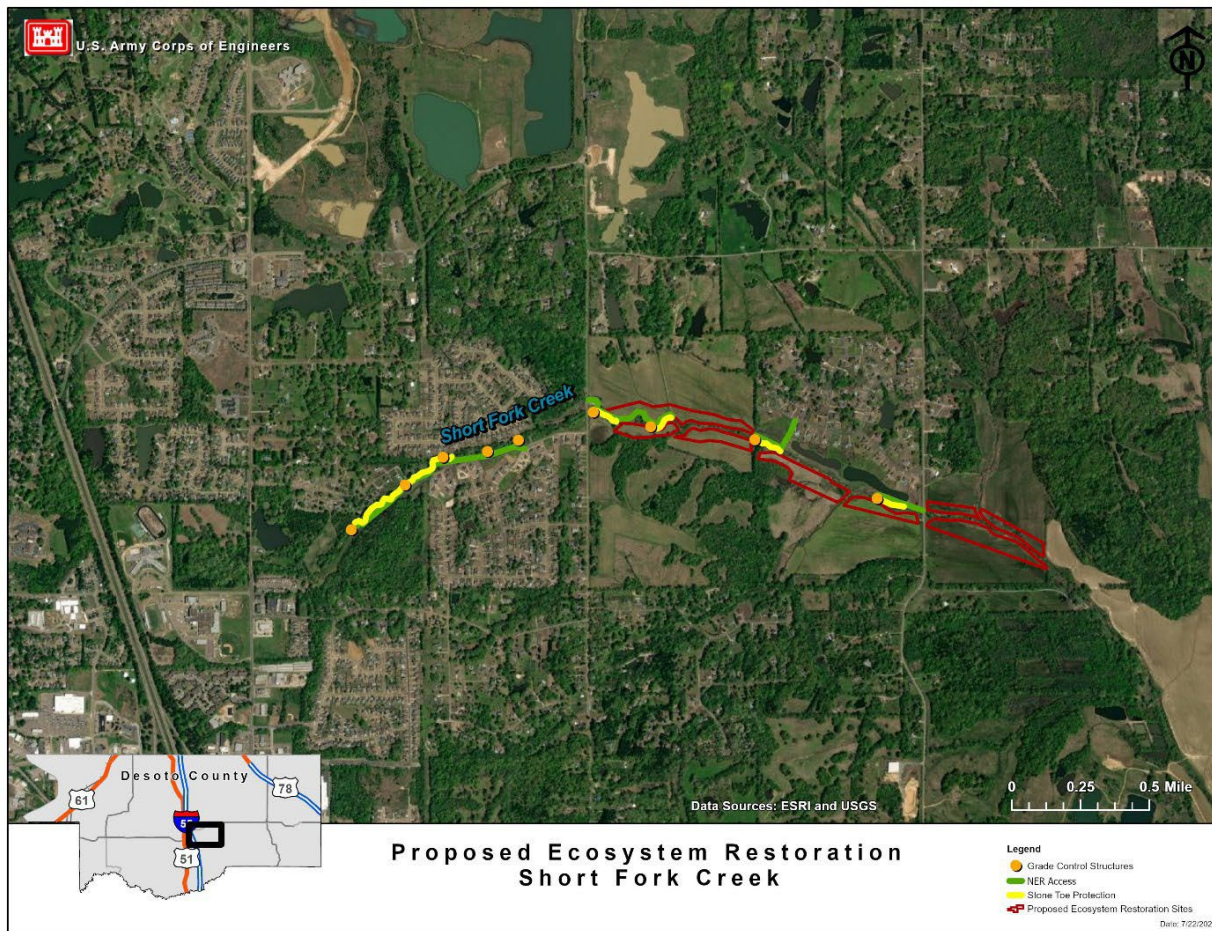 U.S. Army Corps of Engineers
N
Short Fork Creek
Data Sources: ESRI and USGS
0 0.25 0.5 Mile
Desoto County
61
78
51
Proposed Ecosystem Restoration
Short Fork Creek
Legend
Grade Control Structures
NER Access
Stone Toe Protection
Proposed Ecosystem Restoration Sites